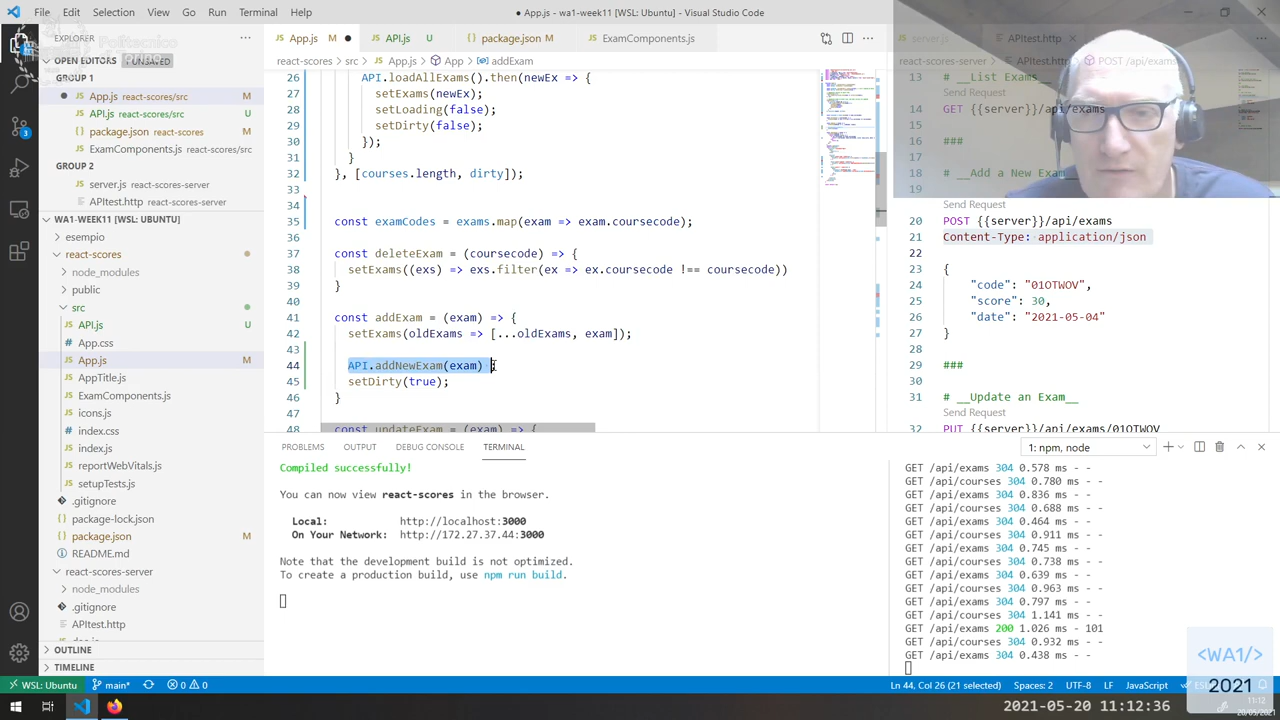 File Edit Selection View Go Run Terminal Help
● App.js - wa1-week11 [WSL: Ubuntu] - Visual Studio Code
EXPLORER
Politecnico
OPEN EDITORS 1 UNSAVED
GROUP 1
App.js react-scores/src M
API.js react-scores/src U
package.json react-scores M
ExamComponents.js react-scores/src
GROUP 2
server.js react-scores-server
APItest.http react-scores-server
WA1-WEEK11 [WSL: UBUNTU]
esempio
react-scores
node_modules
public
src
API.js U
App.css
App.js M
AppTitle.js
ExamComponents.js
icons.js
index.css
index.js
reportWebVitals.js
setupTests.js
.gitignore
package-lock.json
package.json M
README.md
react-scores-server
node_modules
.gitignore
APItest.http
OUTLINE
TIMELINE
App.js M ●
API.js U
package.json M
ExamComponents.js
react-scores > src > App.js > App > addExam
26 API.loadAllExams().then(newEx => {
27 setExams(newEx);
28 setLoading(false);
29 setDirty(false);
30 });
31 }
32 }, [courses.length, dirty]);
33
34
35 const examCodes = exams.map(exam => exam.coursecode);
36
37 const deleteExam = (coursecode) => {
38 setExams((exs) => exs.filter(ex => ex.coursecode !== coursecode))
39 }
40
41 const addExam = (exam) => {
42 setExams(oldExams => [...oldExams, exam]);
43
44 API.addNewExam(exam) ;
45 setDirty(true);
46 }
47
48 const updateExam = (exam) => {
server.js
APItest.http
POST /api/exams
13 # __List Exams
Send Request
14 GET {{server}}/api/exams
15
16 ###
17
18 # __Add a New Exam__
19
Send Request
20 POST {{server}}/api/exams
21 Content-Type: application/json
22
23 {
24 "code": "01OTWOV",
25 "score": 30,
26 "date": "2021-05-04"
27 }
28
29 ###
30
31 # __Update an Exam__
Send Request
32 PUT {{server}}/api/exams/01OTWOV
PROBLEMS OUTPUT DEBUG CONSOLE TERMINAL
1: npm, node
Compiled successfully!
You can now view react-scores in the browser.
Local: http://localhost:3000
On Your Network: http://172.27.37.44:3000
Note that the development build is not optimized.
To create a production build, use npm run build.
GET /api/exams 304 0.578 ms - -
GET /api/courses 304 0.780 ms - -
GET /api/exams 304 0.836 ms - -
GET /api/courses 304 0.688 ms - -
GET /api/exams 304 0.464 ms - -
GET /api/courses 304 0.911 ms - -
GET /api/exams 304 0.745 ms - -
GET /api/courses 304 0.738 ms - -
GET /api/exams 304 0.639 ms - -
GET /api/courses 304 0.963 ms - -
GET /api/exams 304 0.797 ms - -
GET /api/courses 304 1.141 ms - -
GET /api/exams 200 1.026 ms - 101
GET /api/courses 304 0.932 ms - -
GET /api/exams 304 0.438 ms - -
<WA1/>
2021
WSL: Ubuntu main* 0 0
Ln 44, Col 26 (21 selected) Spaces: 2 UTF-8 LF JavaScript
2021-05-20 11:12:36
11:12
20/05/2021